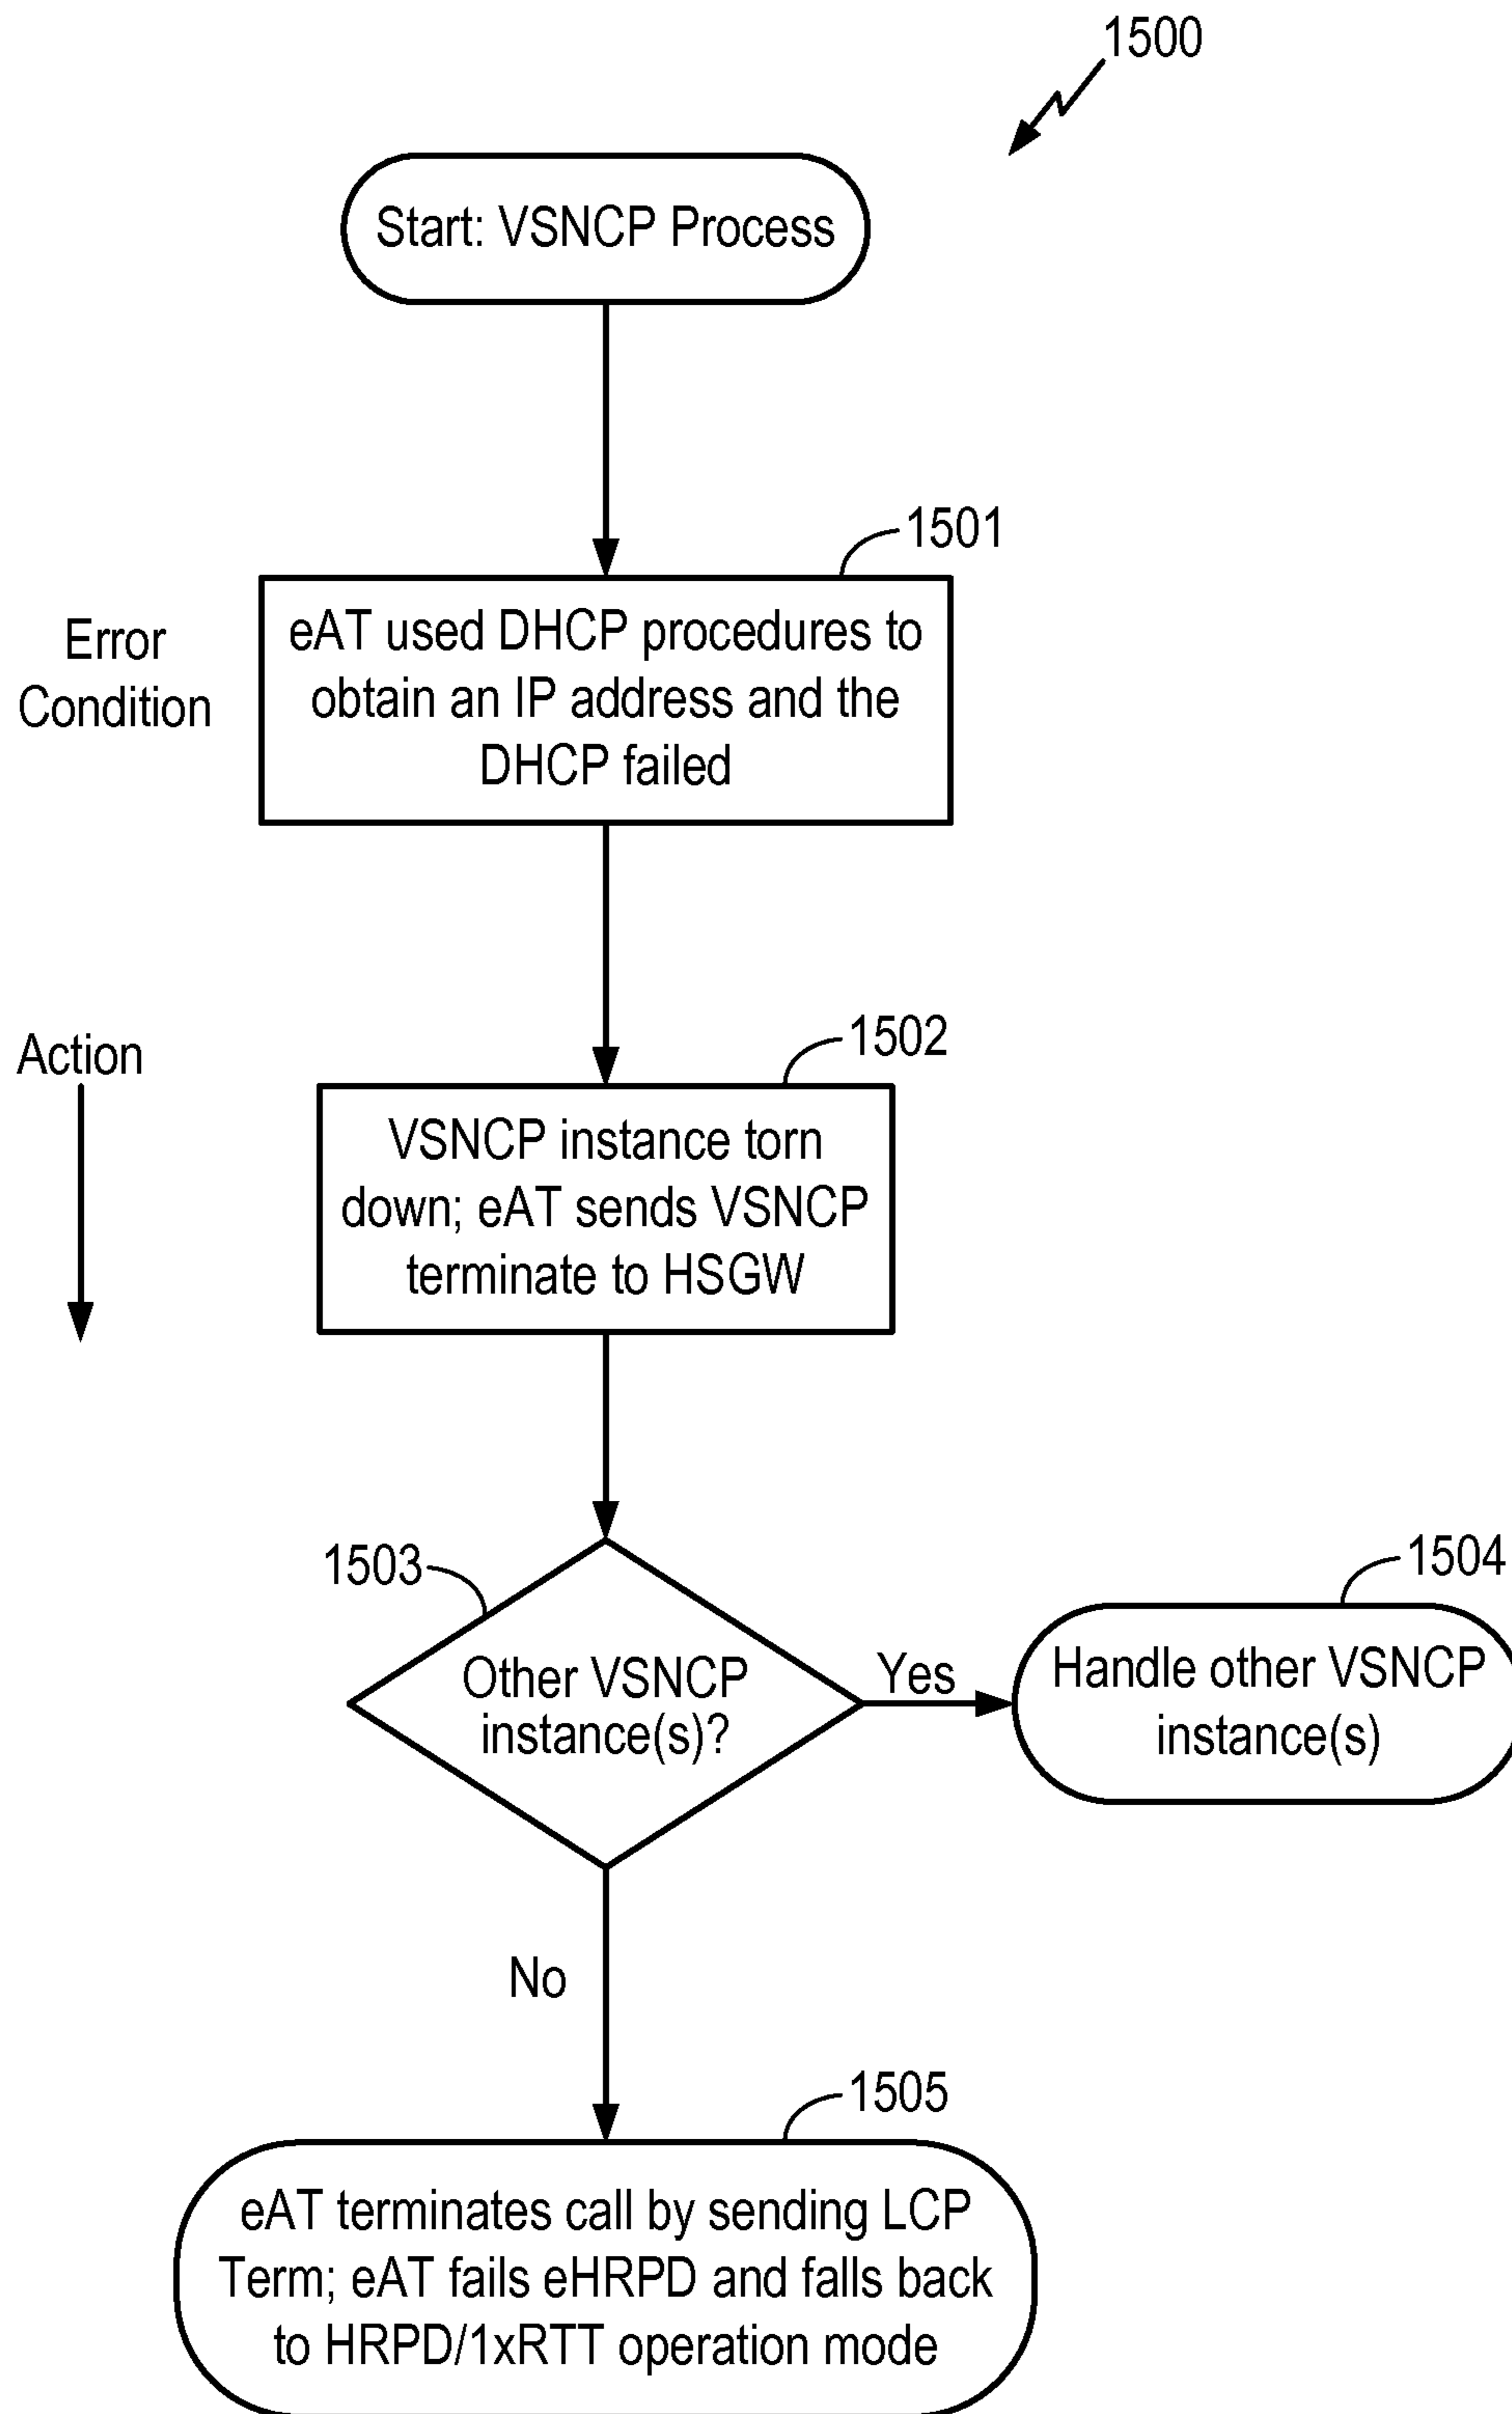 1500
Start: VSNCP Process
1501
Error
Condition
eAT used DHCP procedures to
obtain an IP address and the
DHCP failed
Action
1502
VSNCP instance torn
down; eAT sends VSNCP
terminate to HSGW
1503
Other VSNCP
instance(s)?
Yes
1504
Handle other VSNCP
instance(s)
No
1505
eAT terminates call by sending LCP
Term; eAT fails eHRPD and falls back
to HRPD/1xRTT operation mode